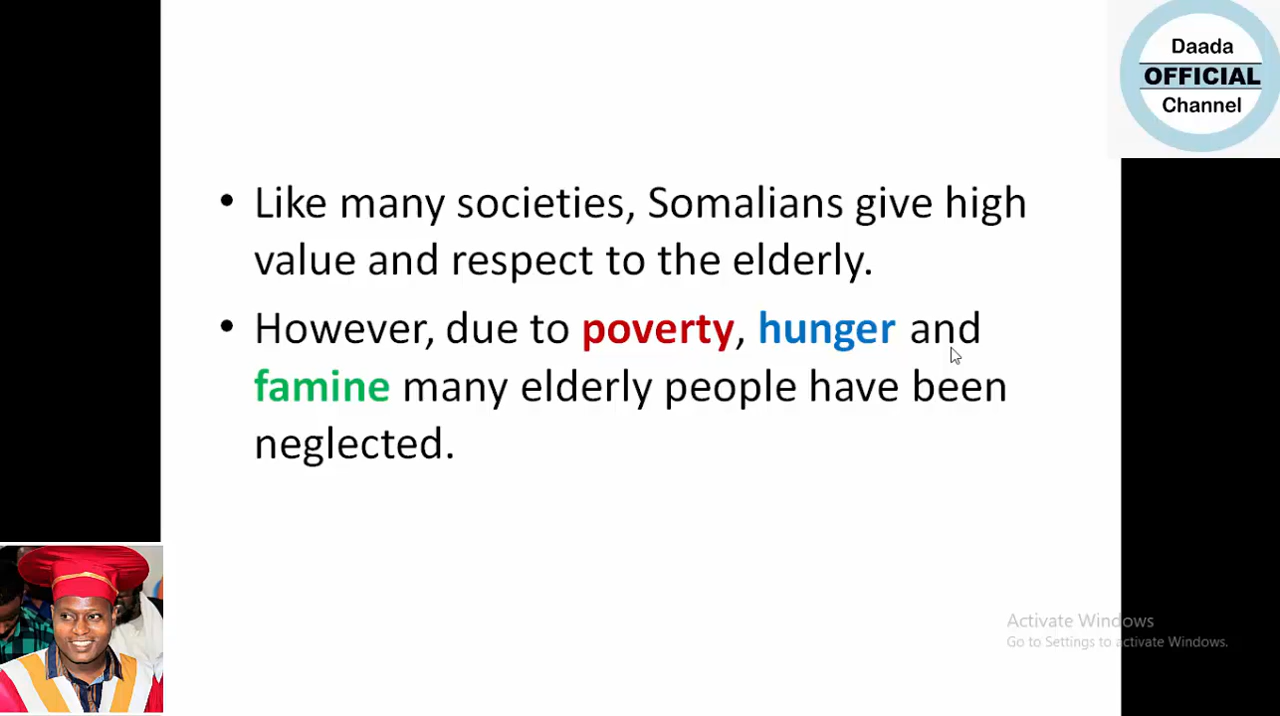 Daada
OFFICIAL
Channel
• Like many societies, Somalians give high
value and respect to the elderly.
• However, due to poverty, hunger and
famine many elderly people have been
neglected.
Activate Windows
Go to Settings to activate Windows.